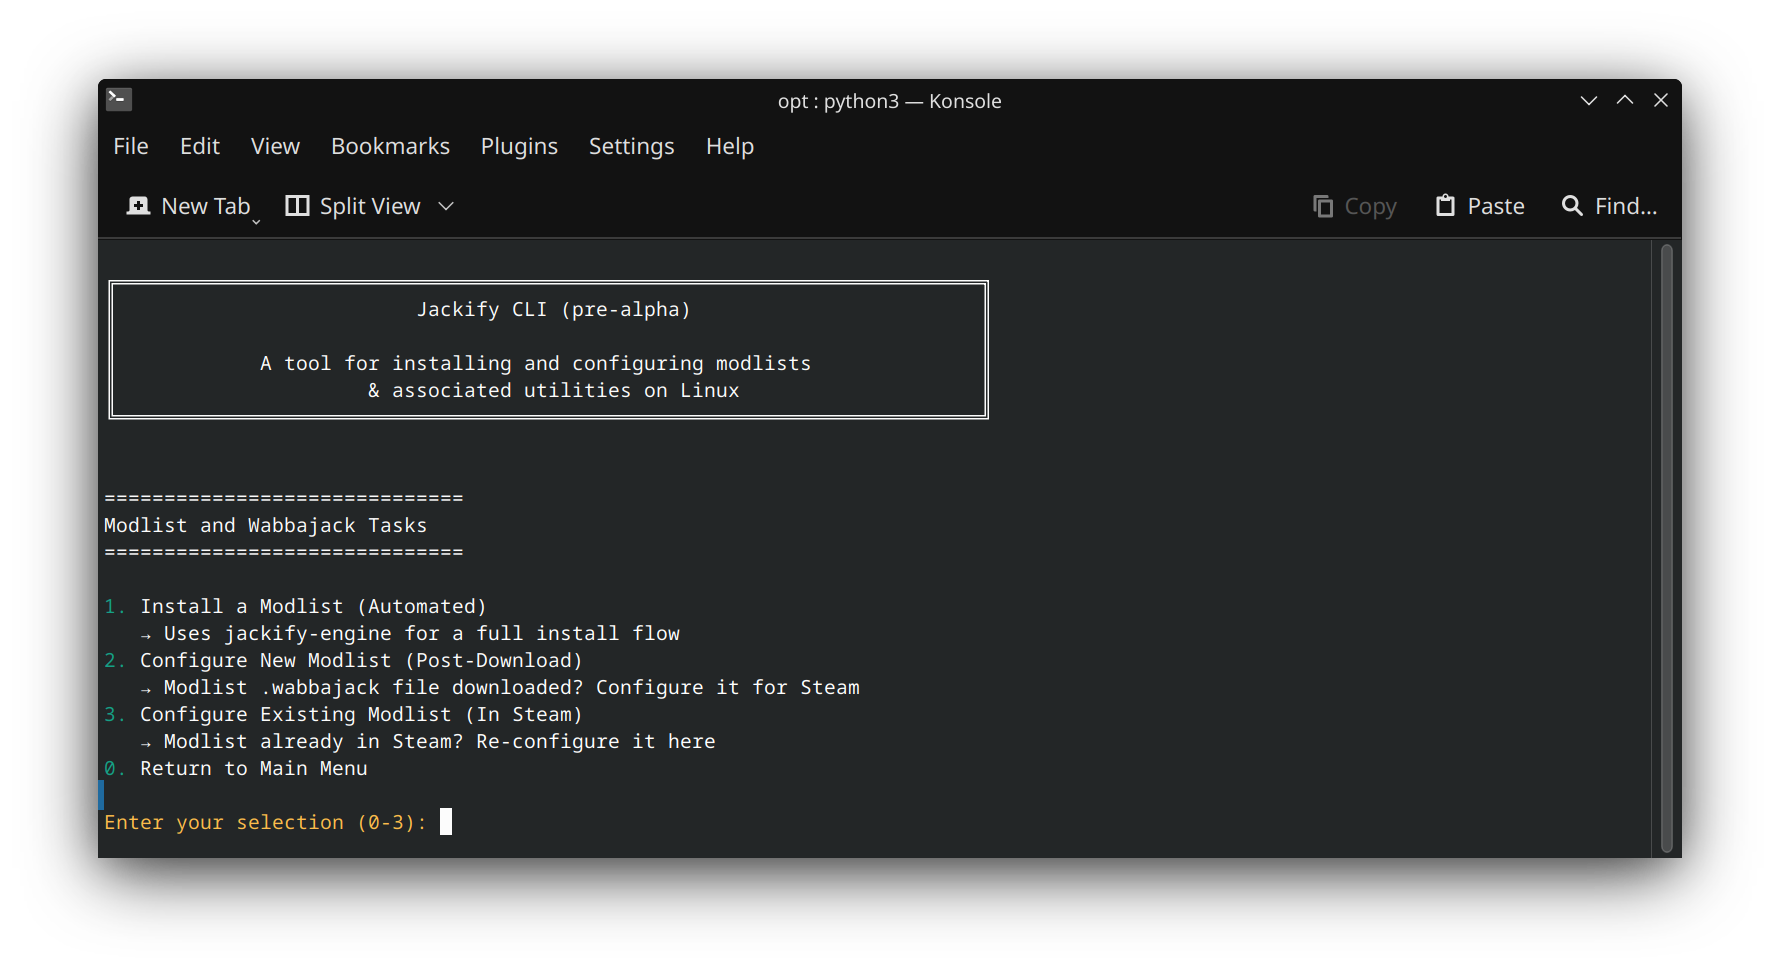 opt : python3 — Konsole
File Edit View Bookmarks Plugins Settings Help
New Tab Split View Copy Paste Find...
Jackify CLI (pre-alpha)
A tool for installing and configuring modlists
& associated utilities on Linux
==============================
Modlist and Wabbajack Tasks
==============================
1. Install a Modlist (Automated)
→ Uses jackify-engine for a full install flow
2. Configure New Modlist (Post-Download)
→ Modlist .wabbajack file downloaded? Configure it for Steam
3. Configure Existing Modlist (In Steam)
→ Modlist already in Steam? Re-configure it here
0. Return to Main Menu
Enter your selection (0-3):